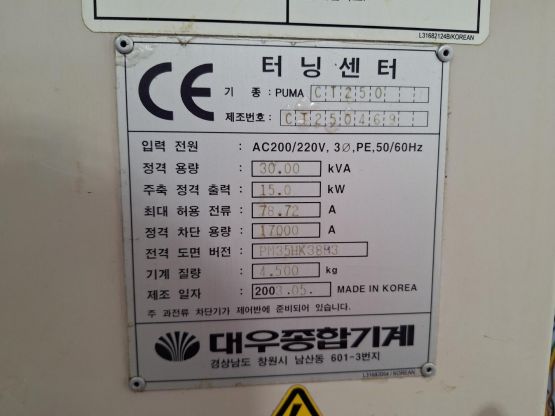 L31682124B/KOREAN
CE
터닝센터
기 종: PUMA CT250
제조번호: CT250469
입력 전원 : AC200/220V, 3Ø,PE,50/60Hz
정격 용량 : 30.00 kVA
주축 정격 출력 : 15.0 kW
최대 허용 전류 : 78.72 A
정격 차단 용량 : 17000 A
전격 도면 버전 : PM35HK3893
기계 질량 : 4.500 kg
제조 일자 : 2003.05. MADE IN KOREA
주 과전류 차단기가 제어반에 준비되어 있습니다.
대우종합기계
경상남도 창원시 남산동 601-3번지
L31682004 / KOREAN